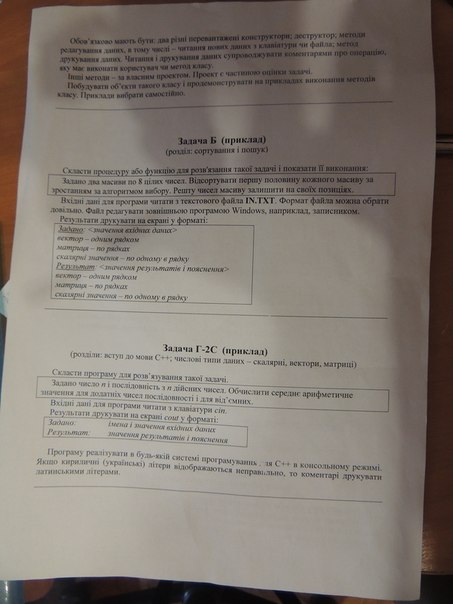 Обов'язково мають бути: два різні перевантажені конструктори; деструктор; методи
редагування даних, в тому числі – читання нових даних з клавіатури чи файла; метод
друкування даних. Читання і друкування даних супроводжувати коментарями про операцію,
яку має виконати користувач чи метод класу.
Інші методи – за власним проектом. Проект є частиною оцінки задачі.
Побудувати об'єкти такого класу і продемонструвати на прикладах виконання методів
класу. Приклади вибрати самостійно.
Задача Б (приклад)
(розділ: сортування і пошук)
Скласти процедуру або функцію для розв'язання такої задачі і показати її виконання:
Задано два масиви по 8 цілих чисел. Відсортувати першу половину кожного масиву за
зростанням за алгоритмом вибору. Решту чисел масиву залишити на своїх позиціях.
Вхідні дані для програми читати з текстового файла IN.TXT. Формат файла можна обрати
довільно. Файл редагувати зовнішньою програмою Windows, наприклад, записником.
Результати друкувати на екрані у форматі:
Задано: <значення вхідних даних>
вектор – одним рядком
матриця – по рядках
скалярні значення – по одному в рядку
Результат: <значення результатів і пояснення>
вектор – одним рядком
матриця – по рядках
скалярні значення – по одному в рядку
Задача Г-2С (приклад)
(розділи: вступ до мови С++; числові типи даних – скалярні, вектори, матриці)
Скласти програму для розв'язування такої задачі.
Задано число n і послідовність з n дійсних чисел. Обчислити середнє арифметичне
значення для додатніх чисел послідовності і для від'ємних.
Вхідні дані для програми читати з клавіатури cin.
Результати друкувати на екрані cout у форматі:
Задано: імена і значення вхідних даних
Результат: значення результатів і пояснення
Програму реалізувати в будь-якій системі програмування для С++ в консольному режимі.
Якщо кириличні (українські) літери відображаються неправильно, то коментарі друкувати
латинськими літерами.